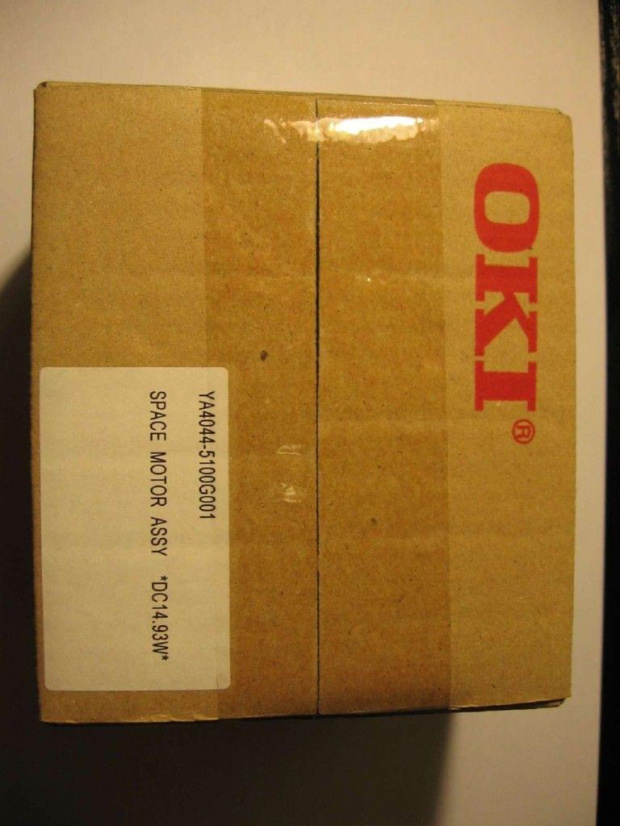 OKI®
YA4044-5100G001
SPACE MOTOR ASSY *DC14.93W*